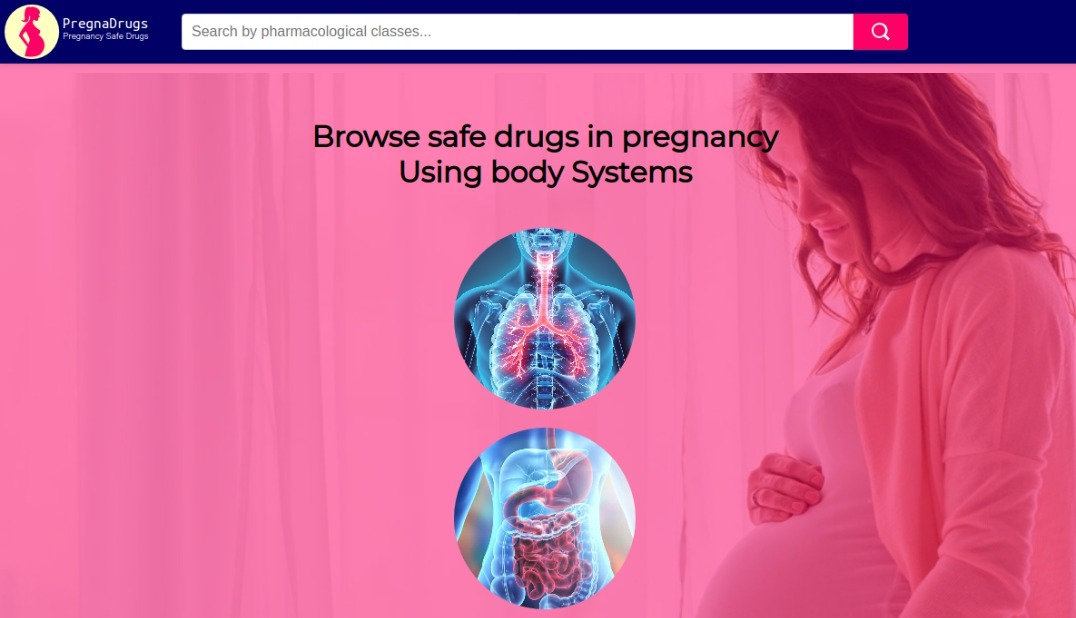 PregnaDrugs
Pregnancy Safe Drugs
Search by pharmacological classes...
Browse safe drugs in pregnancy
Using body Systems